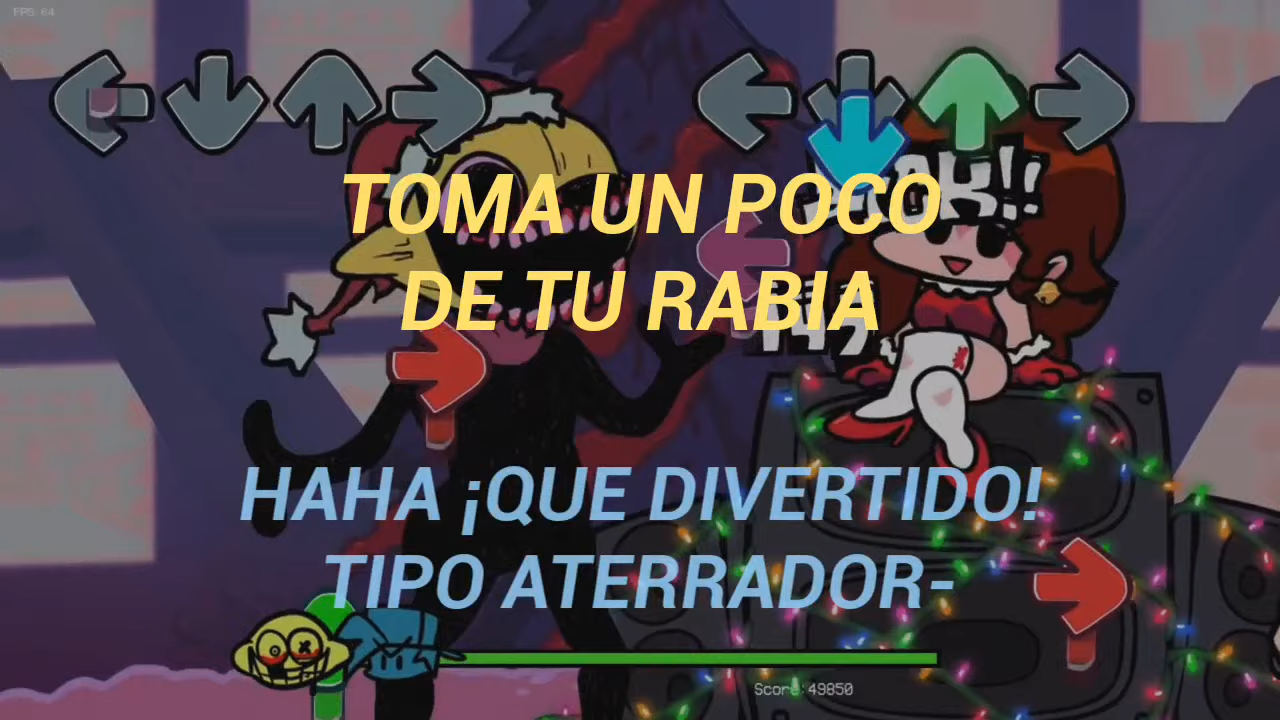 FPS: 64
TOMA UN POCO
DE TU RABIA
HAHA ¡QUE DIVERTIDO!
TIPO ATERRADOR-
Score: 49850